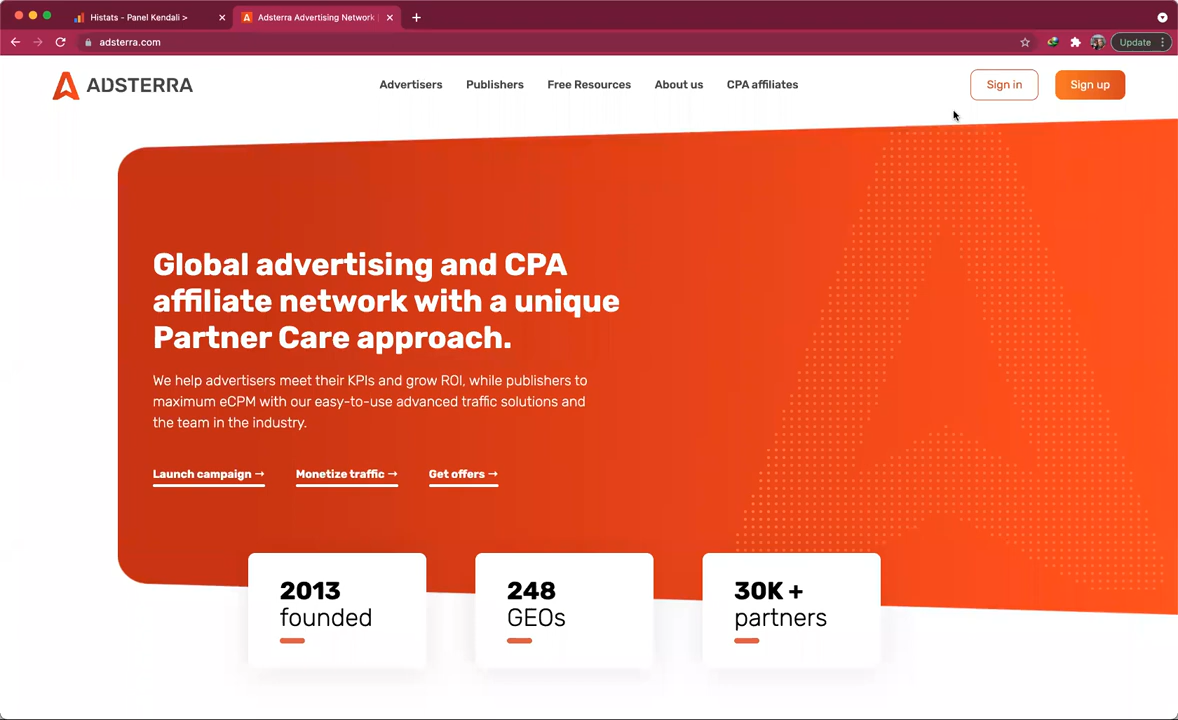 Histats - Panel Kendali >
Adsterra Advertising Network
adsterra.com
Update
ADSTERRA
Advertisers
Publishers
Free Resources
About us
CPA affiliates
Sign in
Sign up
Global advertising and CPA
affiliate network with a unique
Partner Care approach.
We help advertisers meet their KPIs and grow ROI, while publishers to
maximum eCPM with our easy-to-use advanced traffic solutions and
the team in the industry.
Launch campaign →
Monetize traffic →
Get offers →
2013
founded
248
GEOs
30K +
partners